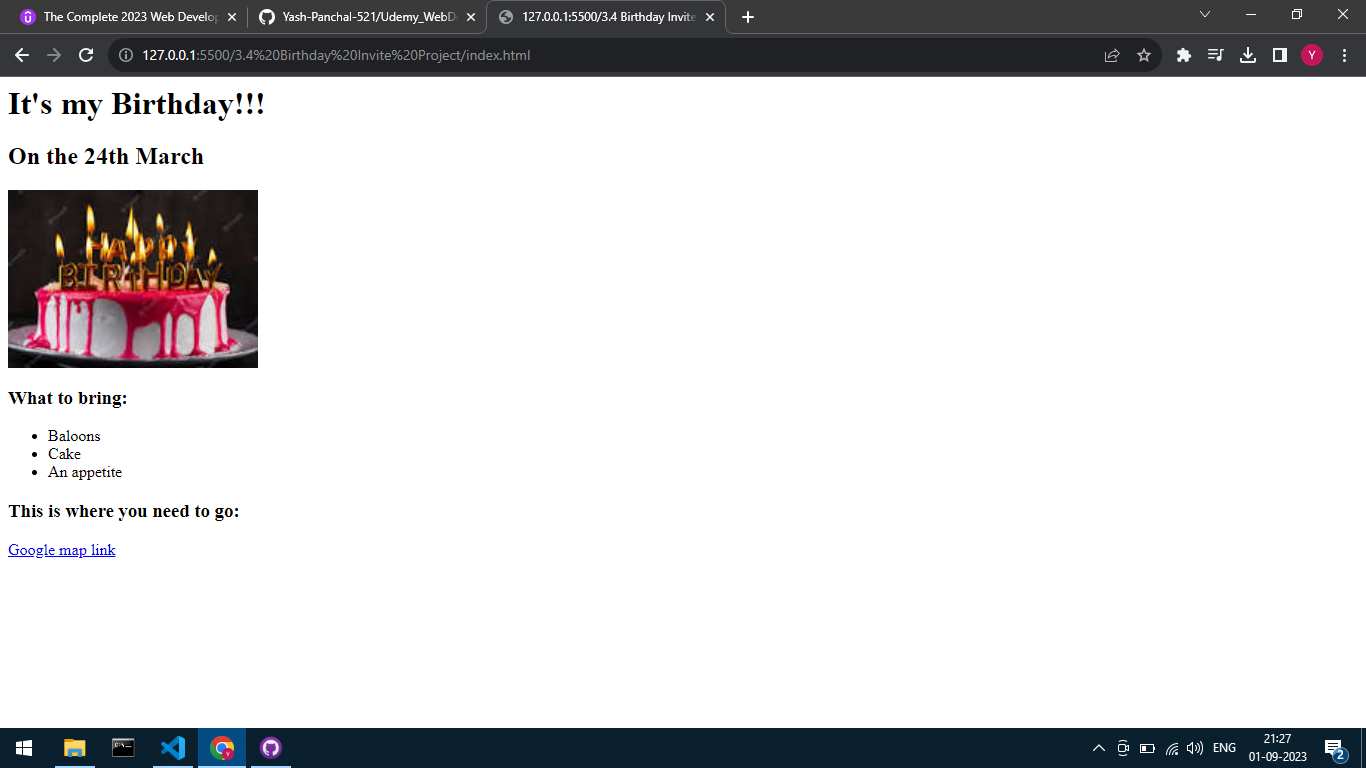 The Complete 2023 Web Develop
Yash-Panchal-521/Udemy_WebD
127.0.0.1:5500/3.4 Birthday Invite
127.0.0.1:5500/3.4%20Birthday%20Invite%20Project/index.html
Y
It's my Birthday!!!
On the 24th March
HAPPY
BIRTHDAY
What to bring:
Baloons
Cake
An appetite
This is where you need to go:
Google map link
ENG
21:27
01-09-2023
2